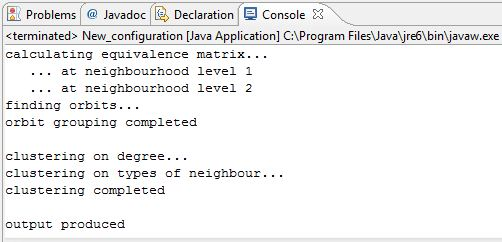 Problems @ Javadoc Declaration Console
<terminated> New_configuration [Java Application] C:\Program Files\Java\jre6\bin\javaw.exe
calculating equivalence matrix...
... at neighbourhood level 1
... at neighbourhood level 2
finding orbits...
orbit grouping completed
clustering on degree...
clustering on types of neighbour...
clustering completed
output produced